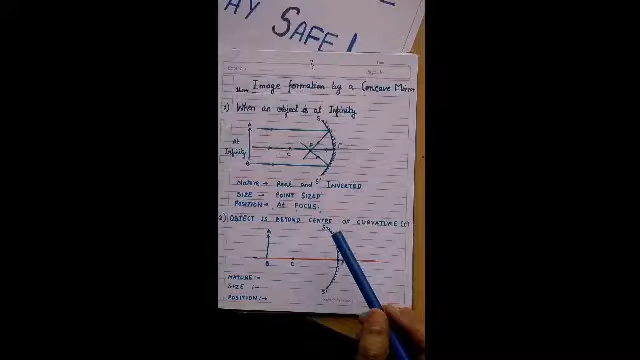 AY SAFE!
Image formation by a Concave Mirror
1) When an object is at Infinity
S
A
At
Infinity
C
F
P
B
S'
NATURE → REAL and INVERTED
SIZE → POINT SIZED
POSITION → At FOCUS.
2) OBJECT IS BEYOND CENTRE OF CURVATURE (C)
S
A
B
C
S'
NATURE :-
SIZE :-
POSITION :→